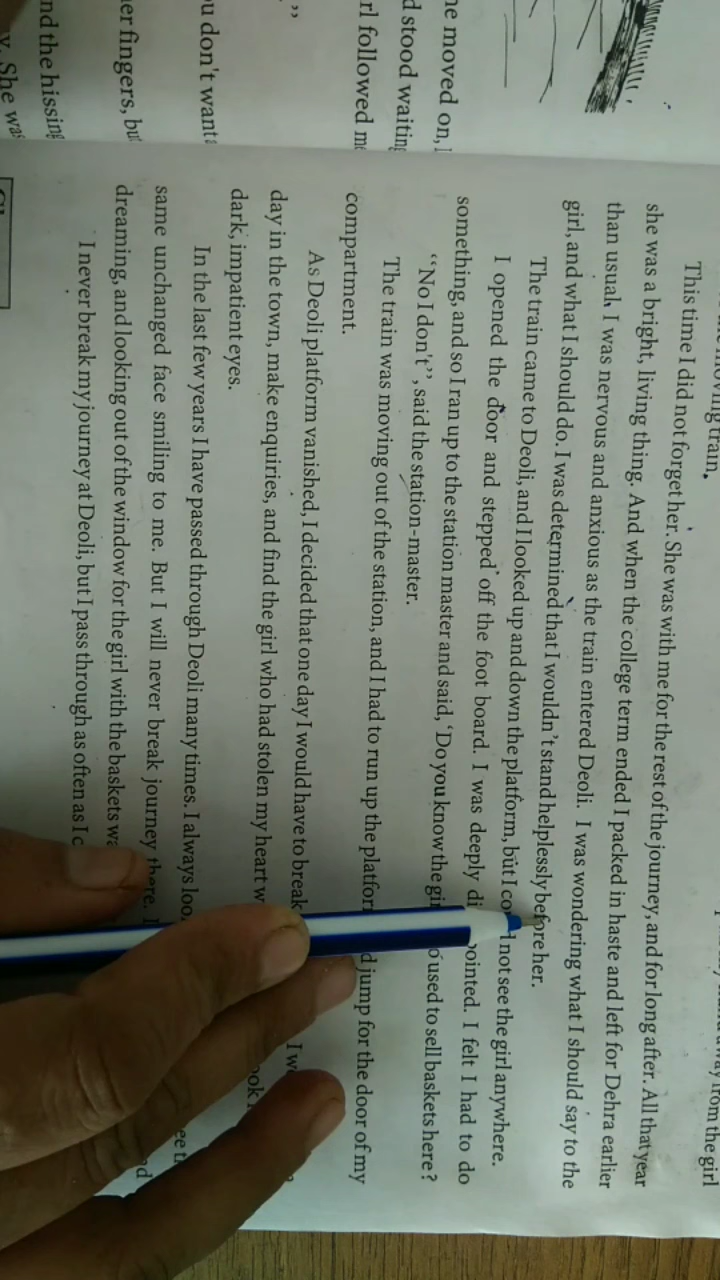 moved on,
stood waiting
followed
”
don't want
fingers,
the hissing
She was
from the girl
moving train.
This time I did not forget her. She was with me for the rest of the journey, and for long after. All that year
she was a bright, living thing. And when the college term ended I packed in haste and left for Dehra earlier
than usual. I was nervous and anxious as the train entered Deoli. I was wondering what I should say to the
girl, and what I should do. I was determined that I wouldn't stand helplessly before her.
The train came to Deoli, and I looked up and down the platform, but I not see the girl anywhere.
I opened the door and stepped off the foot board. I was deeply I felt I had to do
something, and so I ran up to the station master and said, ‘Do you know the used to sell baskets here?
“No I don't”, said the station-master.
The train was moving out of the station, and I had to run up the jump for the door of my
compartment.
As Deoli platform vanished, I decided that one day I would have to break
day in the town, make enquiries, and find the girl who had stolen my heart
dark, impatient eyes.
In the last few years I have passed through Deoli many times. I always
same unchanged face smiling to me. But I will never break journey there.
dreaming, and looking out of the window for the girl with the baskets
I never break my journey at Deoli, but I pass through as often as I